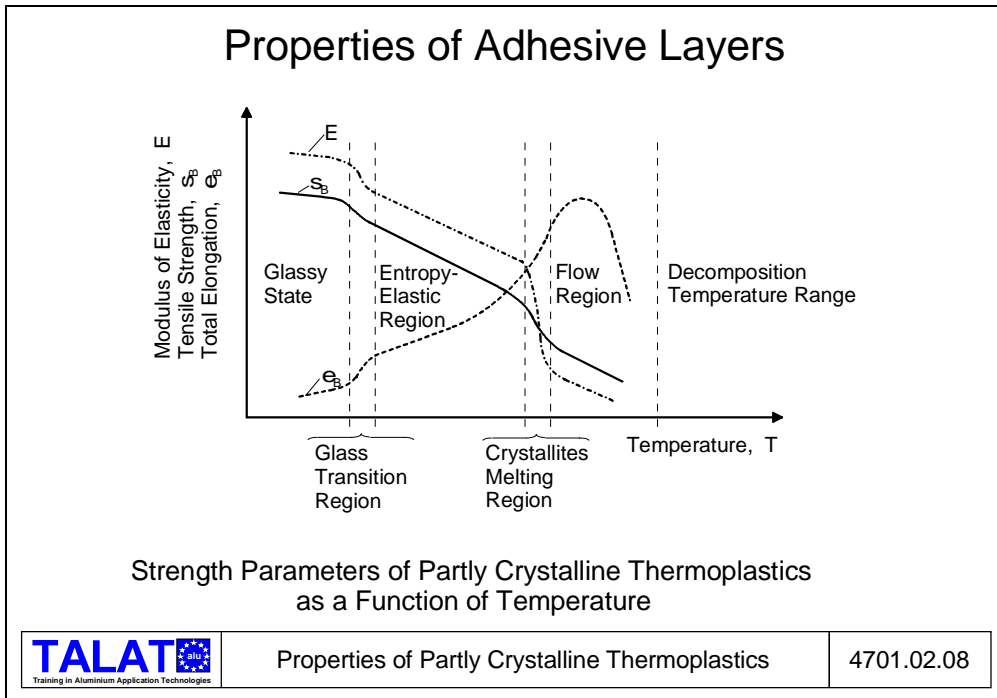 Properties of Adhesive Layers
Modulus of Elasticity, E
Tensile Strength, sB
Total Elongation, eB
E
sB
eB
Glassy
State
Entropy-
Elastic
Region
Flow
Region
Decomposition
Temperature Range
Temperature, T
Glass
Transition
Region
Crystallites
Melting
Region
Strength Parameters of Partly Crystalline Thermoplastics
as a Function of Temperature
TALAT
alu
Training in Aluminium Application Technologies
Properties of Partly Crystalline Thermoplastics
4701.02.08